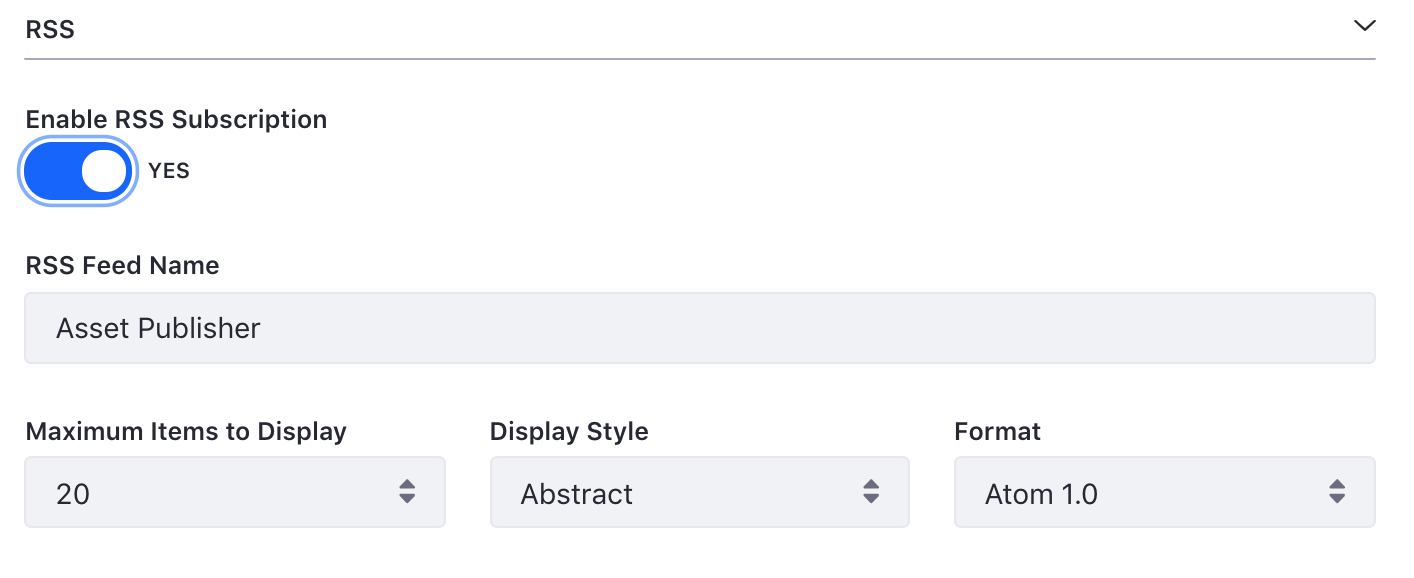 RSS
Enable RSS Subscription
YES
RSS Feed Name
Asset Publisher
Maximum Items to Display Display Style Format
20 Abstract Atom 1.0